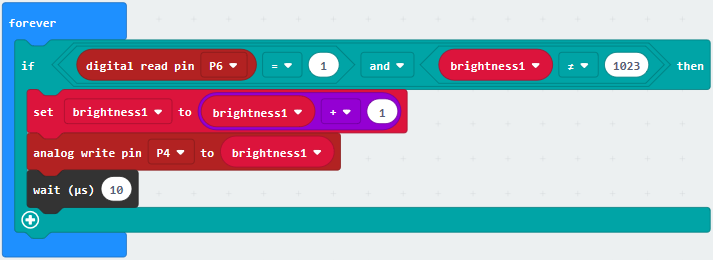 forever
if digital read pin P6 = 1 and brightness1 ≠ 1023 then
set brightness1 to brightness1 + 1
analog write pin P4 to brightness1
wait (µs) 10